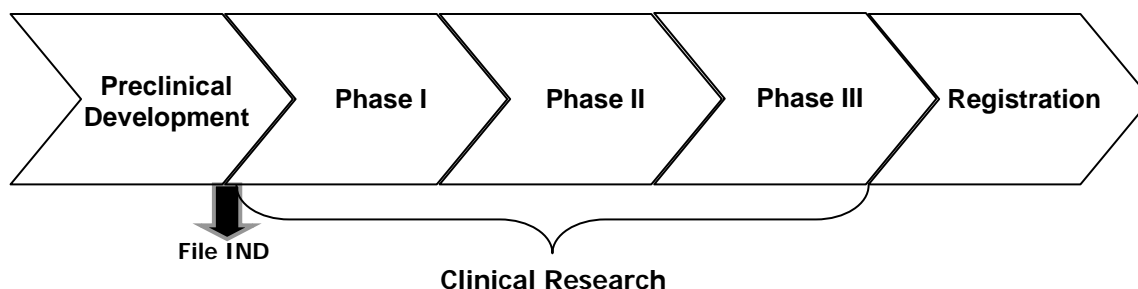 Preclinical
Development
Phase I
Phase II
Phase III
Registration
File IND
Clinical Research